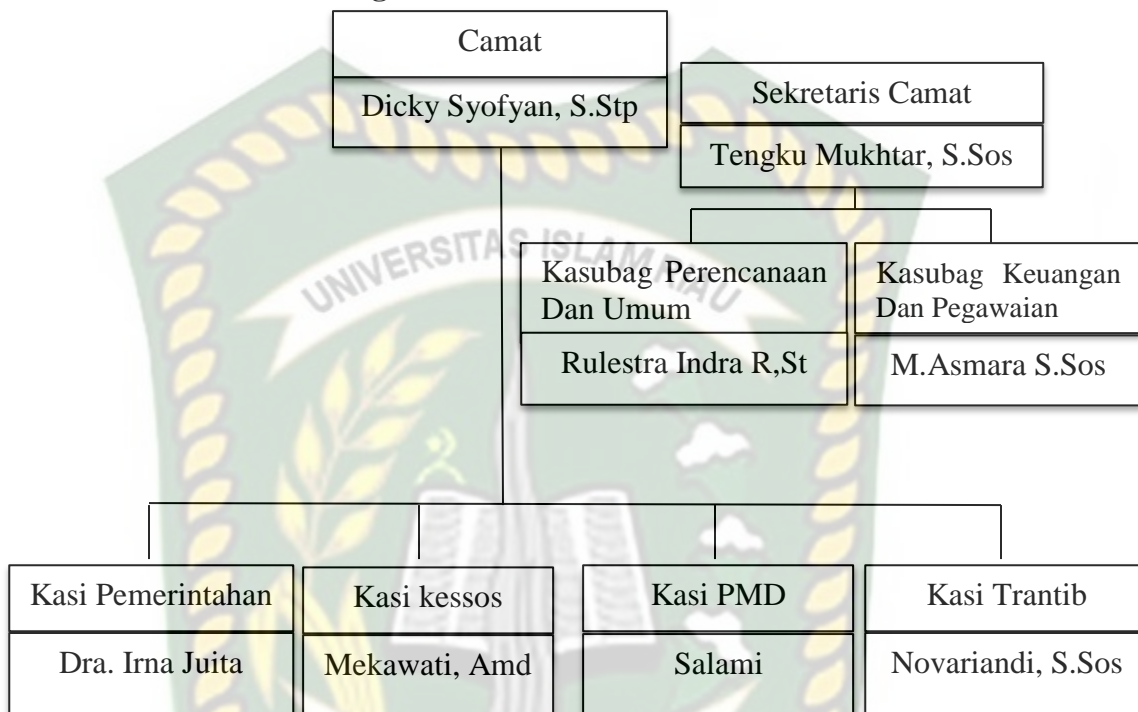 Camat
Dicky Syofyan, S.Stp
Sekretaris Camat
Tengku Mukhtar, S.Sos
UNIVERSITAS ISLAM RIAU
Kasubag Perencanaan
Dan Umum
Rulestra Indra R,St
Kasubag Keuangan
Dan Pegawaian
M.Asmara S.Sos
Kasi Pemerintahan
Dra. Irna Juita
Kasi kessos
Mekawati, Amd
Kasi PMD
Salami
Kasi Trantib
Novariandi, S.Sos